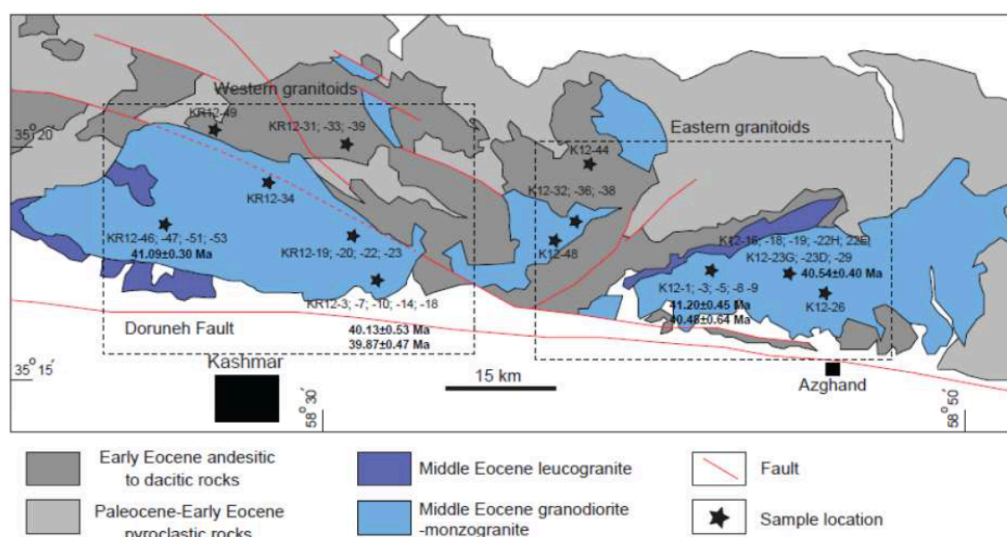 Western granitoids
KR12-49
KR12-31; -33; -39
Eastern granitoids
35° 20´
K12-44
K12-32; -36; -38
KR12-34
K12-16; -18; -19; -22H; 22E;
KR12-46; -47; -51; -53
KR12-19; -20; -22; -23
K12-48
K12-23G; -23D; -29
41.09±0.30 Ma
40.54±0.40 Ma
K12-1; -3; -5; -8 -9
KR12-3; -7; -10; -14; -18
41.20±0.45 Ma
K12-26
40.48±0.64 Ma
Doruneh Fault
40.13±0.53 Ma
39.87±0.47 Ma
Kashmar
35° 15´
15 km
Azghand
58° 30´
58° 50´
Early Eocene andesitic
to dacitic rocks
Middle Eocene leucogranite
Fault
Paleocene-Early Eocene
pyroclastic rocks
Middle Eocene granodiorite
-monzogranite
Sample location